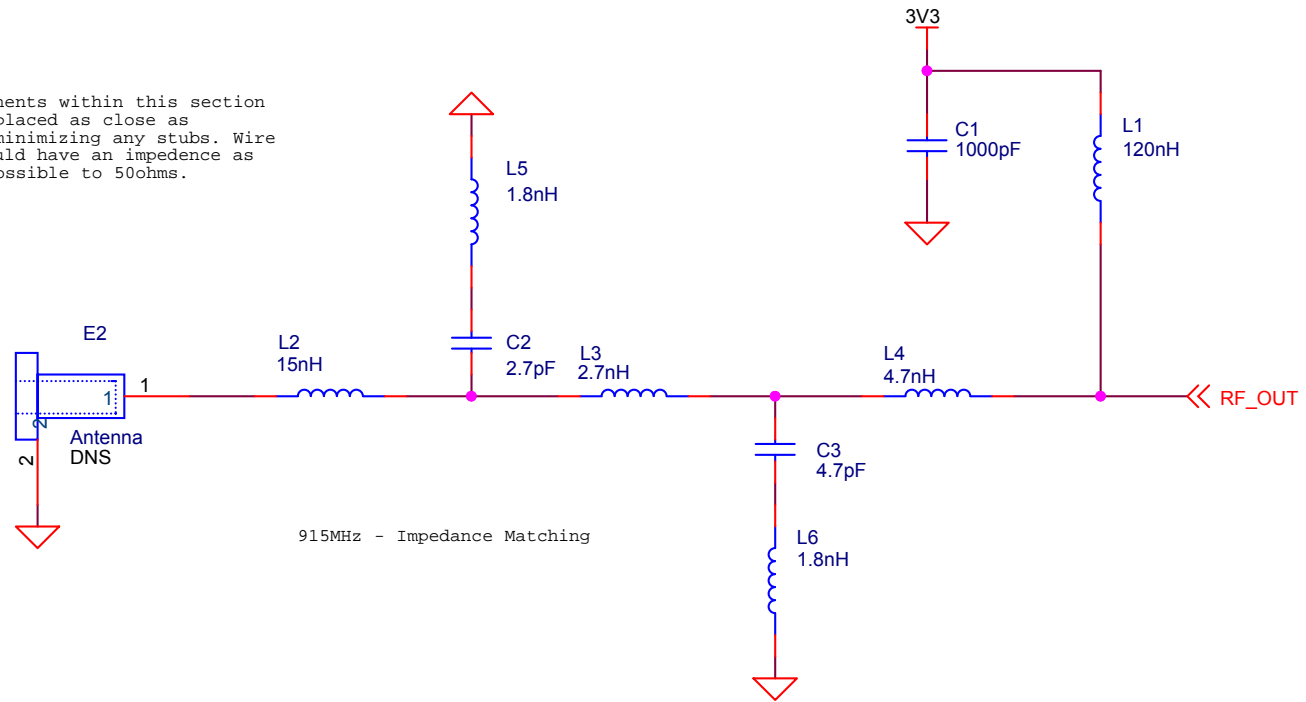 3V3
nents within this section
placed as close as
minimizing any stubs. Wire
uld have an impedence as
ossible to 50ohms.
C1
1000pF
L1
120nH
L5
1.8nH
E2
L2
15nH
C2
2.7pF
L3
2.7nH
L4
4.7nH
1
1
RF_OUT
2
Antenna
DNS
2
C3
4.7pF
915MHz - Impedance Matching
L6
1.8nH